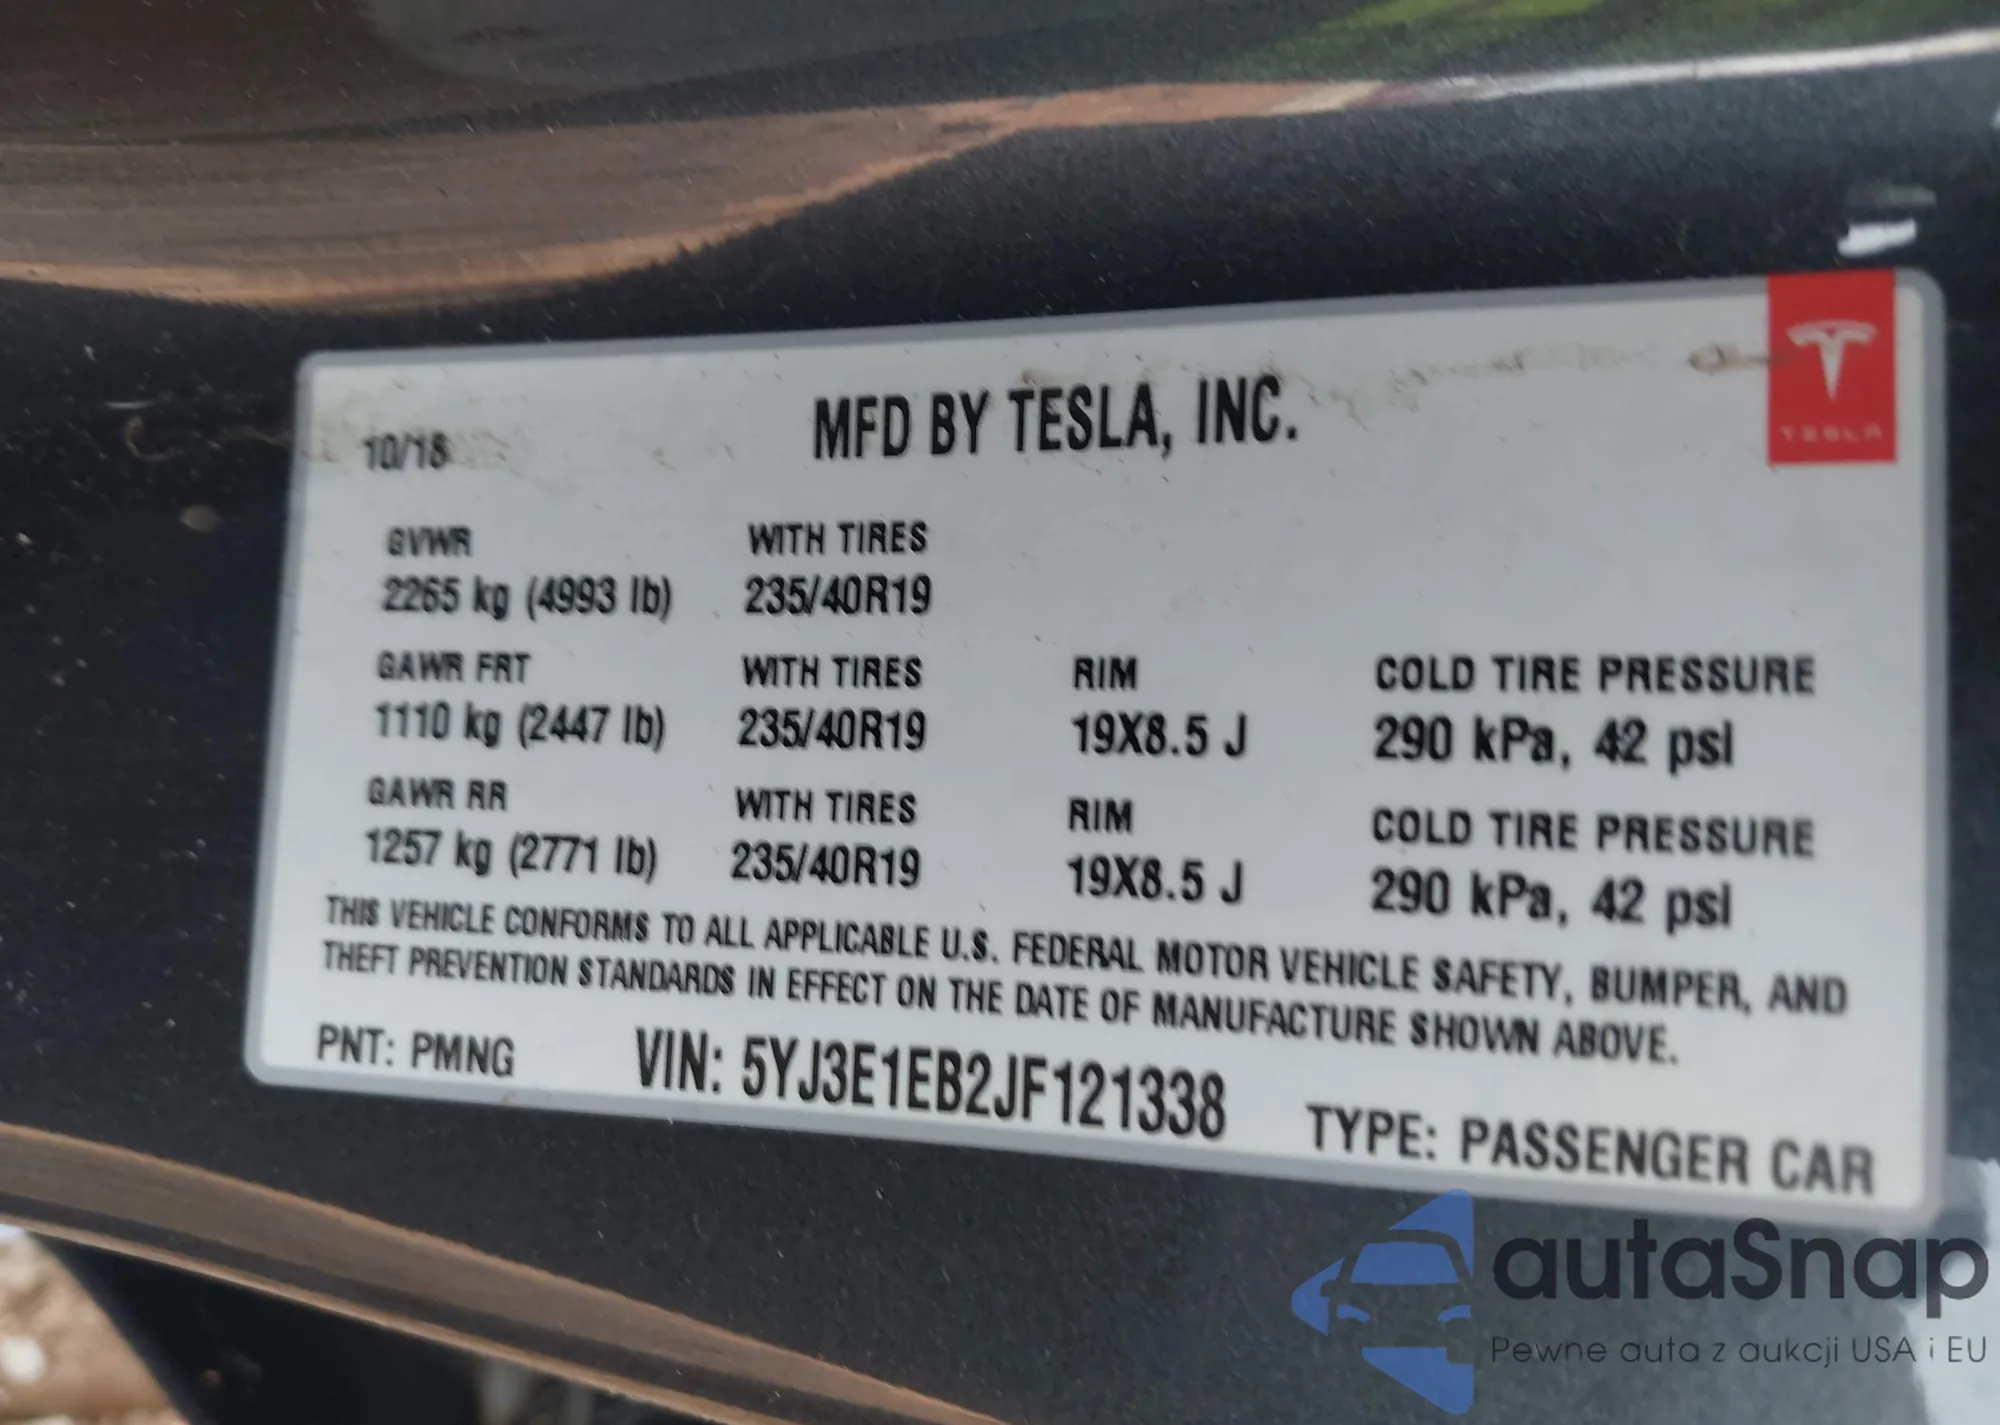 TESLA
MFD BY TESLA, INC.
10/18
GVWR WITH TIRES
2265 kg (4993 lb) 235/40R19
GAWR FRT WITH TIRES RIM COLD TIRE PRESSURE
1110 kg (2447 lb) 235/40R19 19X8.5 J 290 kPa, 42 psi
GAWR RR WITH TIRES RIM COLD TIRE PRESSURE
1257 kg (2771 lb) 235/40R19 19X8.5 J 290 kPa, 42 psi
THIS VEHICLE CONFORMS TO ALL APPLICABLE U.S. FEDERAL MOTOR VEHICLE SAFETY, BUMPER, AND
THEFT PREVENTION STANDARDS IN EFFECT ON THE DATE OF MANUFACTURE SHOWN ABOVE.
PNT: PMNG VIN: 5YJ3E1EB2JF121338 TYPE: PASSENGER CAR
autaSnap
Pewne auta z aukcji USA i EU